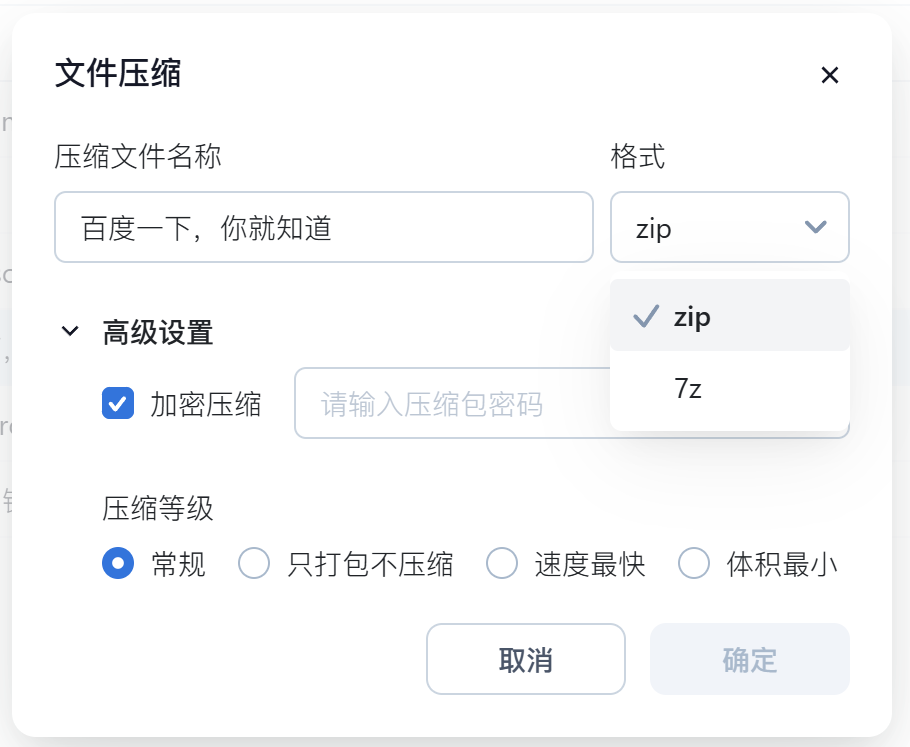 文件压缩
压缩文件名称
格式
百度一下，你就知道
zip
高级设置
zip
7z
加密压缩
请输入压缩包密码
压缩等级
常规 只打包不压缩 速度最快 体积最小
取消
确定